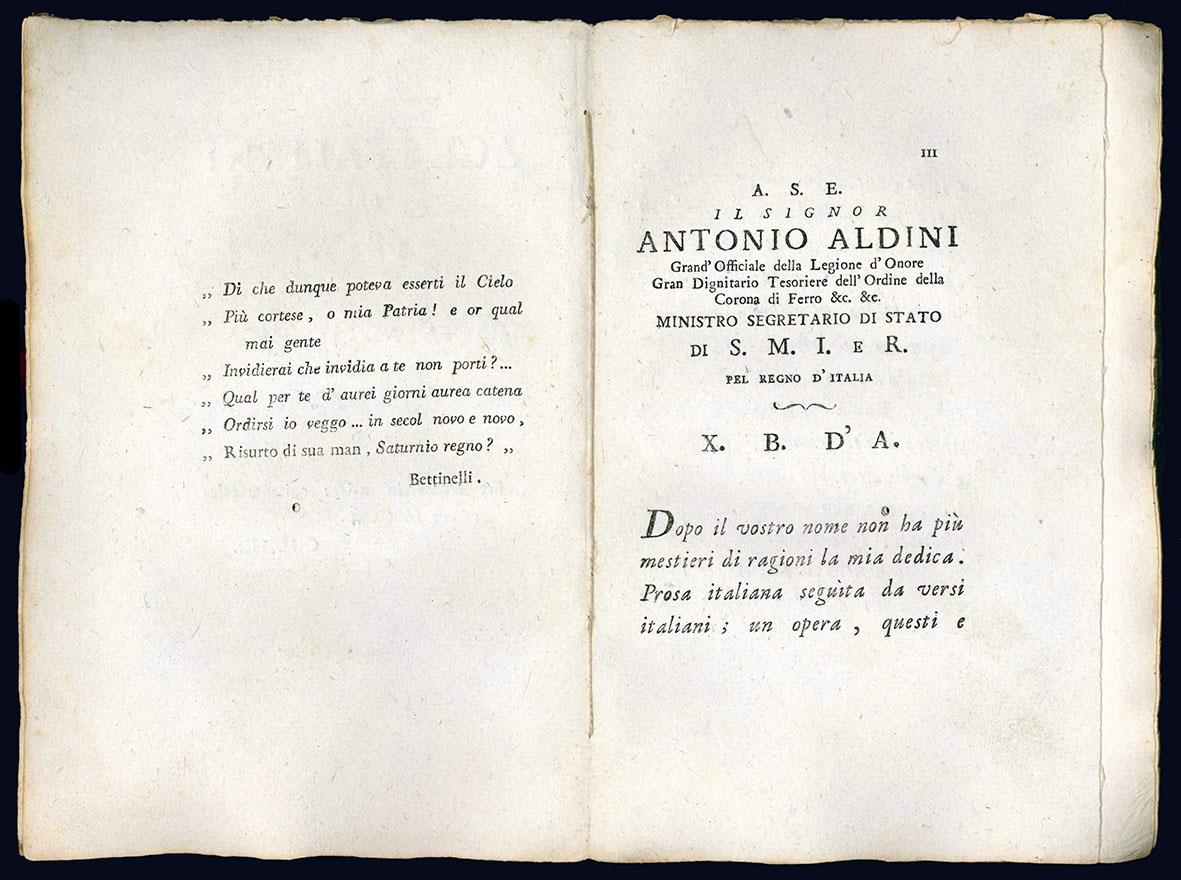 „ Di che dunque poteva esserti il Cielo
„ Più cortese, o mia Patria! e or qual
mai gente
„ Invidierai che invidia a te non porti?...
„ Qual per te d' aurei giorni aurea catena
„ Ordirsi io veggo ... in secol novo e novo,
„ Risurto di sua man, Saturnio regno? „
Bettinelli.
III
A. S. E.
IL SIGNOR
ANTONIO ALDINI
Grand' Officiale della Legione d' Onore
Gran Dignitario Tesoriere dell' Ordine della
Corona di Ferro &c. &c.
MINISTRO SEGRETARIO DI STATO
DI S. M. I. E R.
PEL REGNO D' ITALIA
X. B. D' A.
Dopo il vostro nome non ha più
mestieri di ragioni la mia dedica.
Prosa italiana seguìta da versi
italiani; un opera, questi e